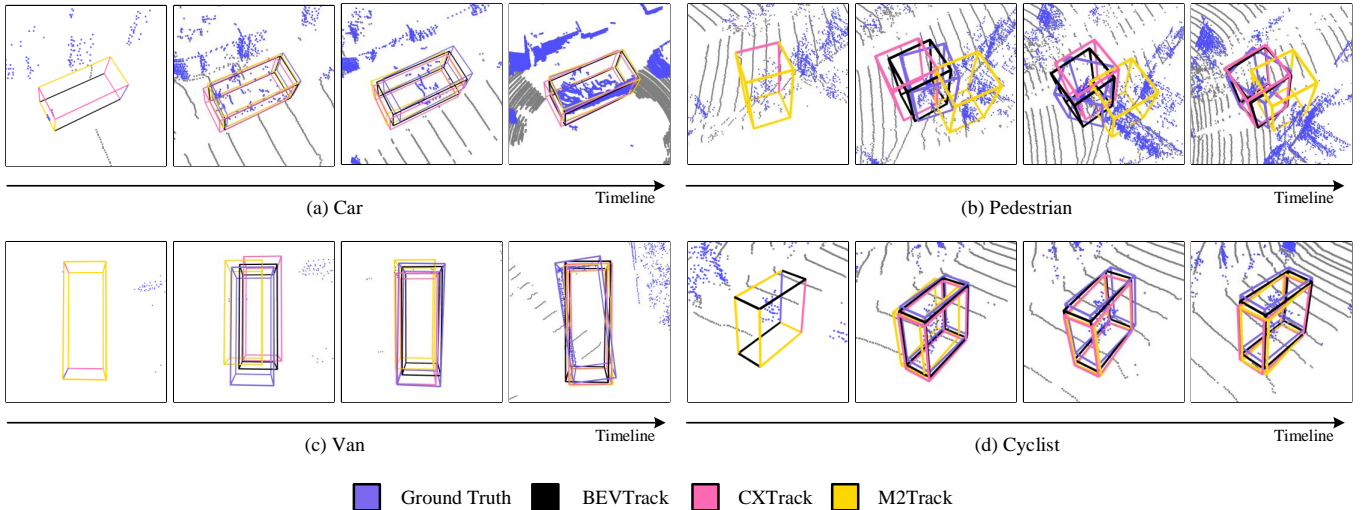 Timeline
Timeline
(a) Car
(b) Pedestrian
Timeline
Timeline
(c) Van
(d) Cyclist
Ground Truth
BEVTrack
CXTrack
M2Track